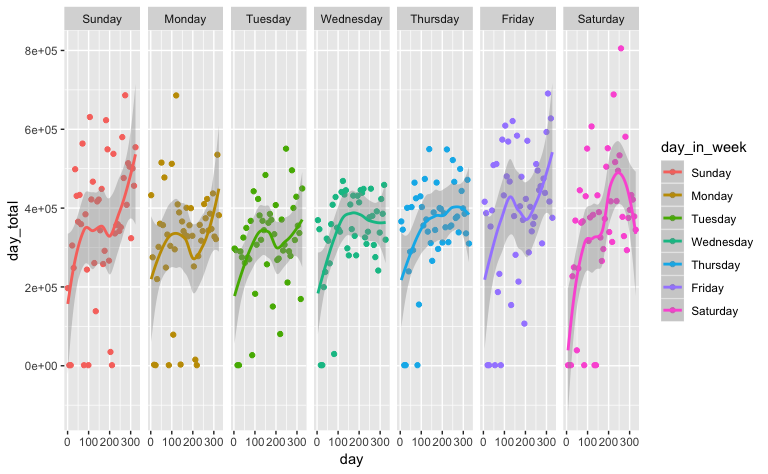 Sunday Monday Tuesday Wednesday Thursday Friday Saturday
8e+05
6e+05
4e+05
2e+05
0e+00
day_total
0 100 200 300 0 100 200 300 0 100 200 300 0 100 200 300 0 100 200 300 0 100 200 300 0 100 200 300
day
day_in_week
Sunday
Monday
Tuesday
Wednesday
Thursday
Friday
Saturday